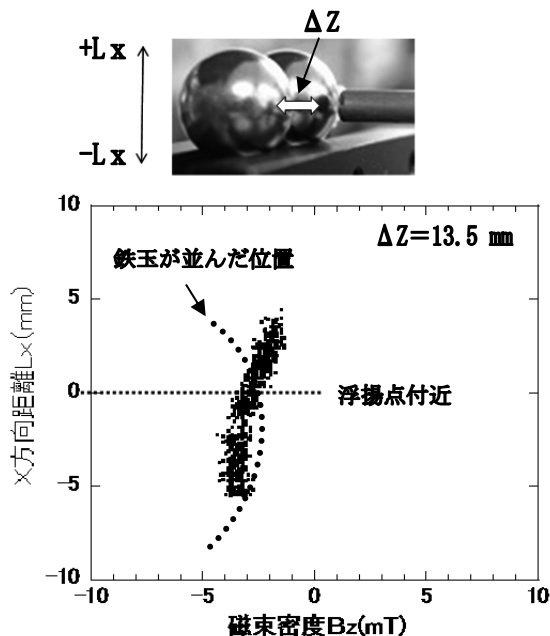 ΔZ
+Lx
-Lx
ΔZ=13.5 mm
鉄玉が並んだ位置
浮揚点付近
X方向距離Lx(mm)
10
5
0
-5
-10
-10
-5
0
5
10
磁束密度Bz(mT)